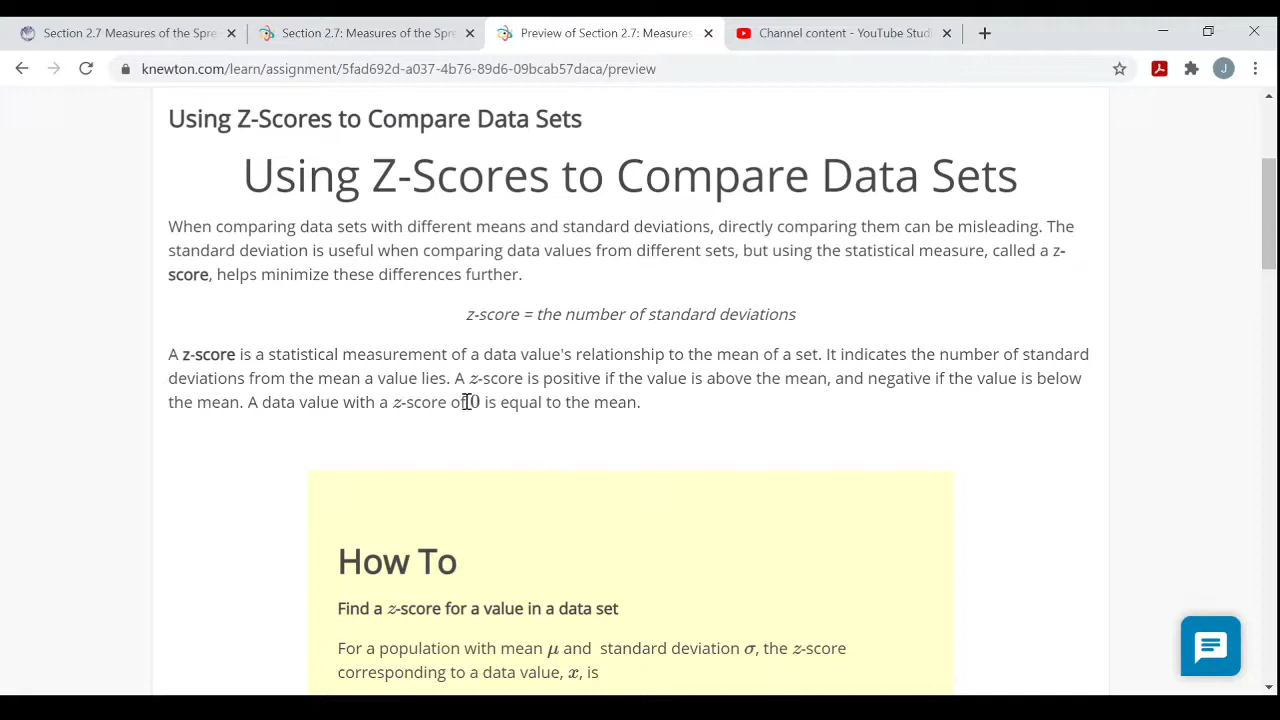 Section 2.7 Measures of the Spre
Section 2.7: Measures of the Spre
Preview of Section 2.7: Measures
Channel content - YouTube Studi
knewton.com/learn/assignment/5fad692d-a037-4b76-89d6-09bcab57daca/preview
J
Using Z-Scores to Compare Data Sets
Using Z-Scores to Compare Data Sets
When comparing data sets with different means and standard deviations, directly comparing them can be misleading. The
standard deviation is useful when comparing data values from different sets, but using the statistical measure, called a z-
score, helps minimize these differences further.
z-score = the number of standard deviations
A z-score is a statistical measurement of a data value's relationship to the mean of a set. It indicates the number of standard
deviations from the mean a value lies. A z-score is positive if the value is above the mean, and negative if the value is below
the mean. A data value with a z-score of 0 is equal to the mean.
How To
Find a z-score for a value in a data set
For a population with mean μ and standard deviation σ, the z-score
corresponding to a data value, x, is